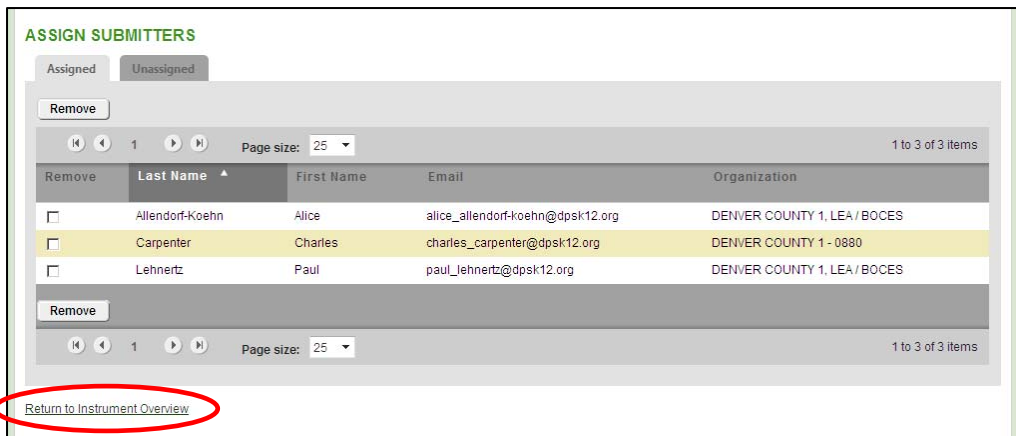 ASSIGN SUBMITTERS
Assigned Unassigned
Remove
1 Page size: 25 1 to 3 of 3 items
Remove Last Name First Name Email Organization
Allendorf-Koehn Alice alice_allendorf-koehn@dpsk12.org DENVER COUNTY 1, LEA / BOCES
Carpenter Charles charles_carpenter@dpsk12.org DENVER COUNTY 1 - 0880
Lehnertz Paul paul_lehnertz@dpsk12.org DENVER COUNTY 1, LEA / BOCES
Remove
1 Page size: 25 1 to 3 of 3 items
Return to Instrument Overview